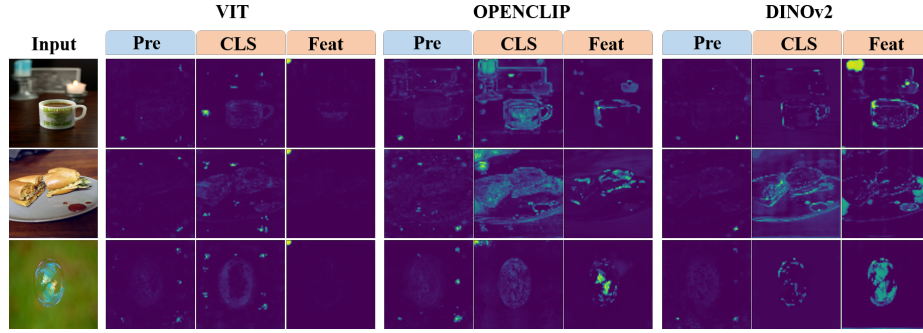 VIT OPENCLIP DINOv2
Input Pre CLS Feat Pre CLS Feat Pre CLS Feat